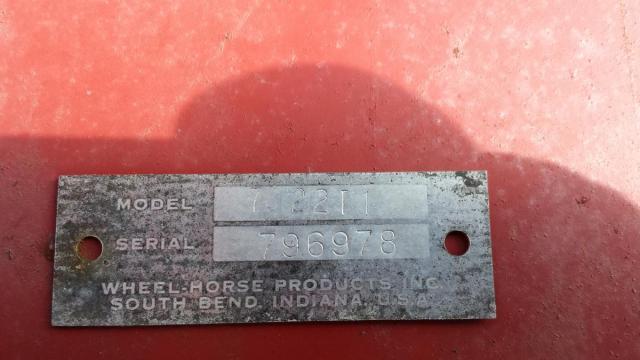 MODEL
SERIAL 796978
WHEEL-HORSE PRODUCTS INC
SOUTH BEND, INDIANA, U.S.A.